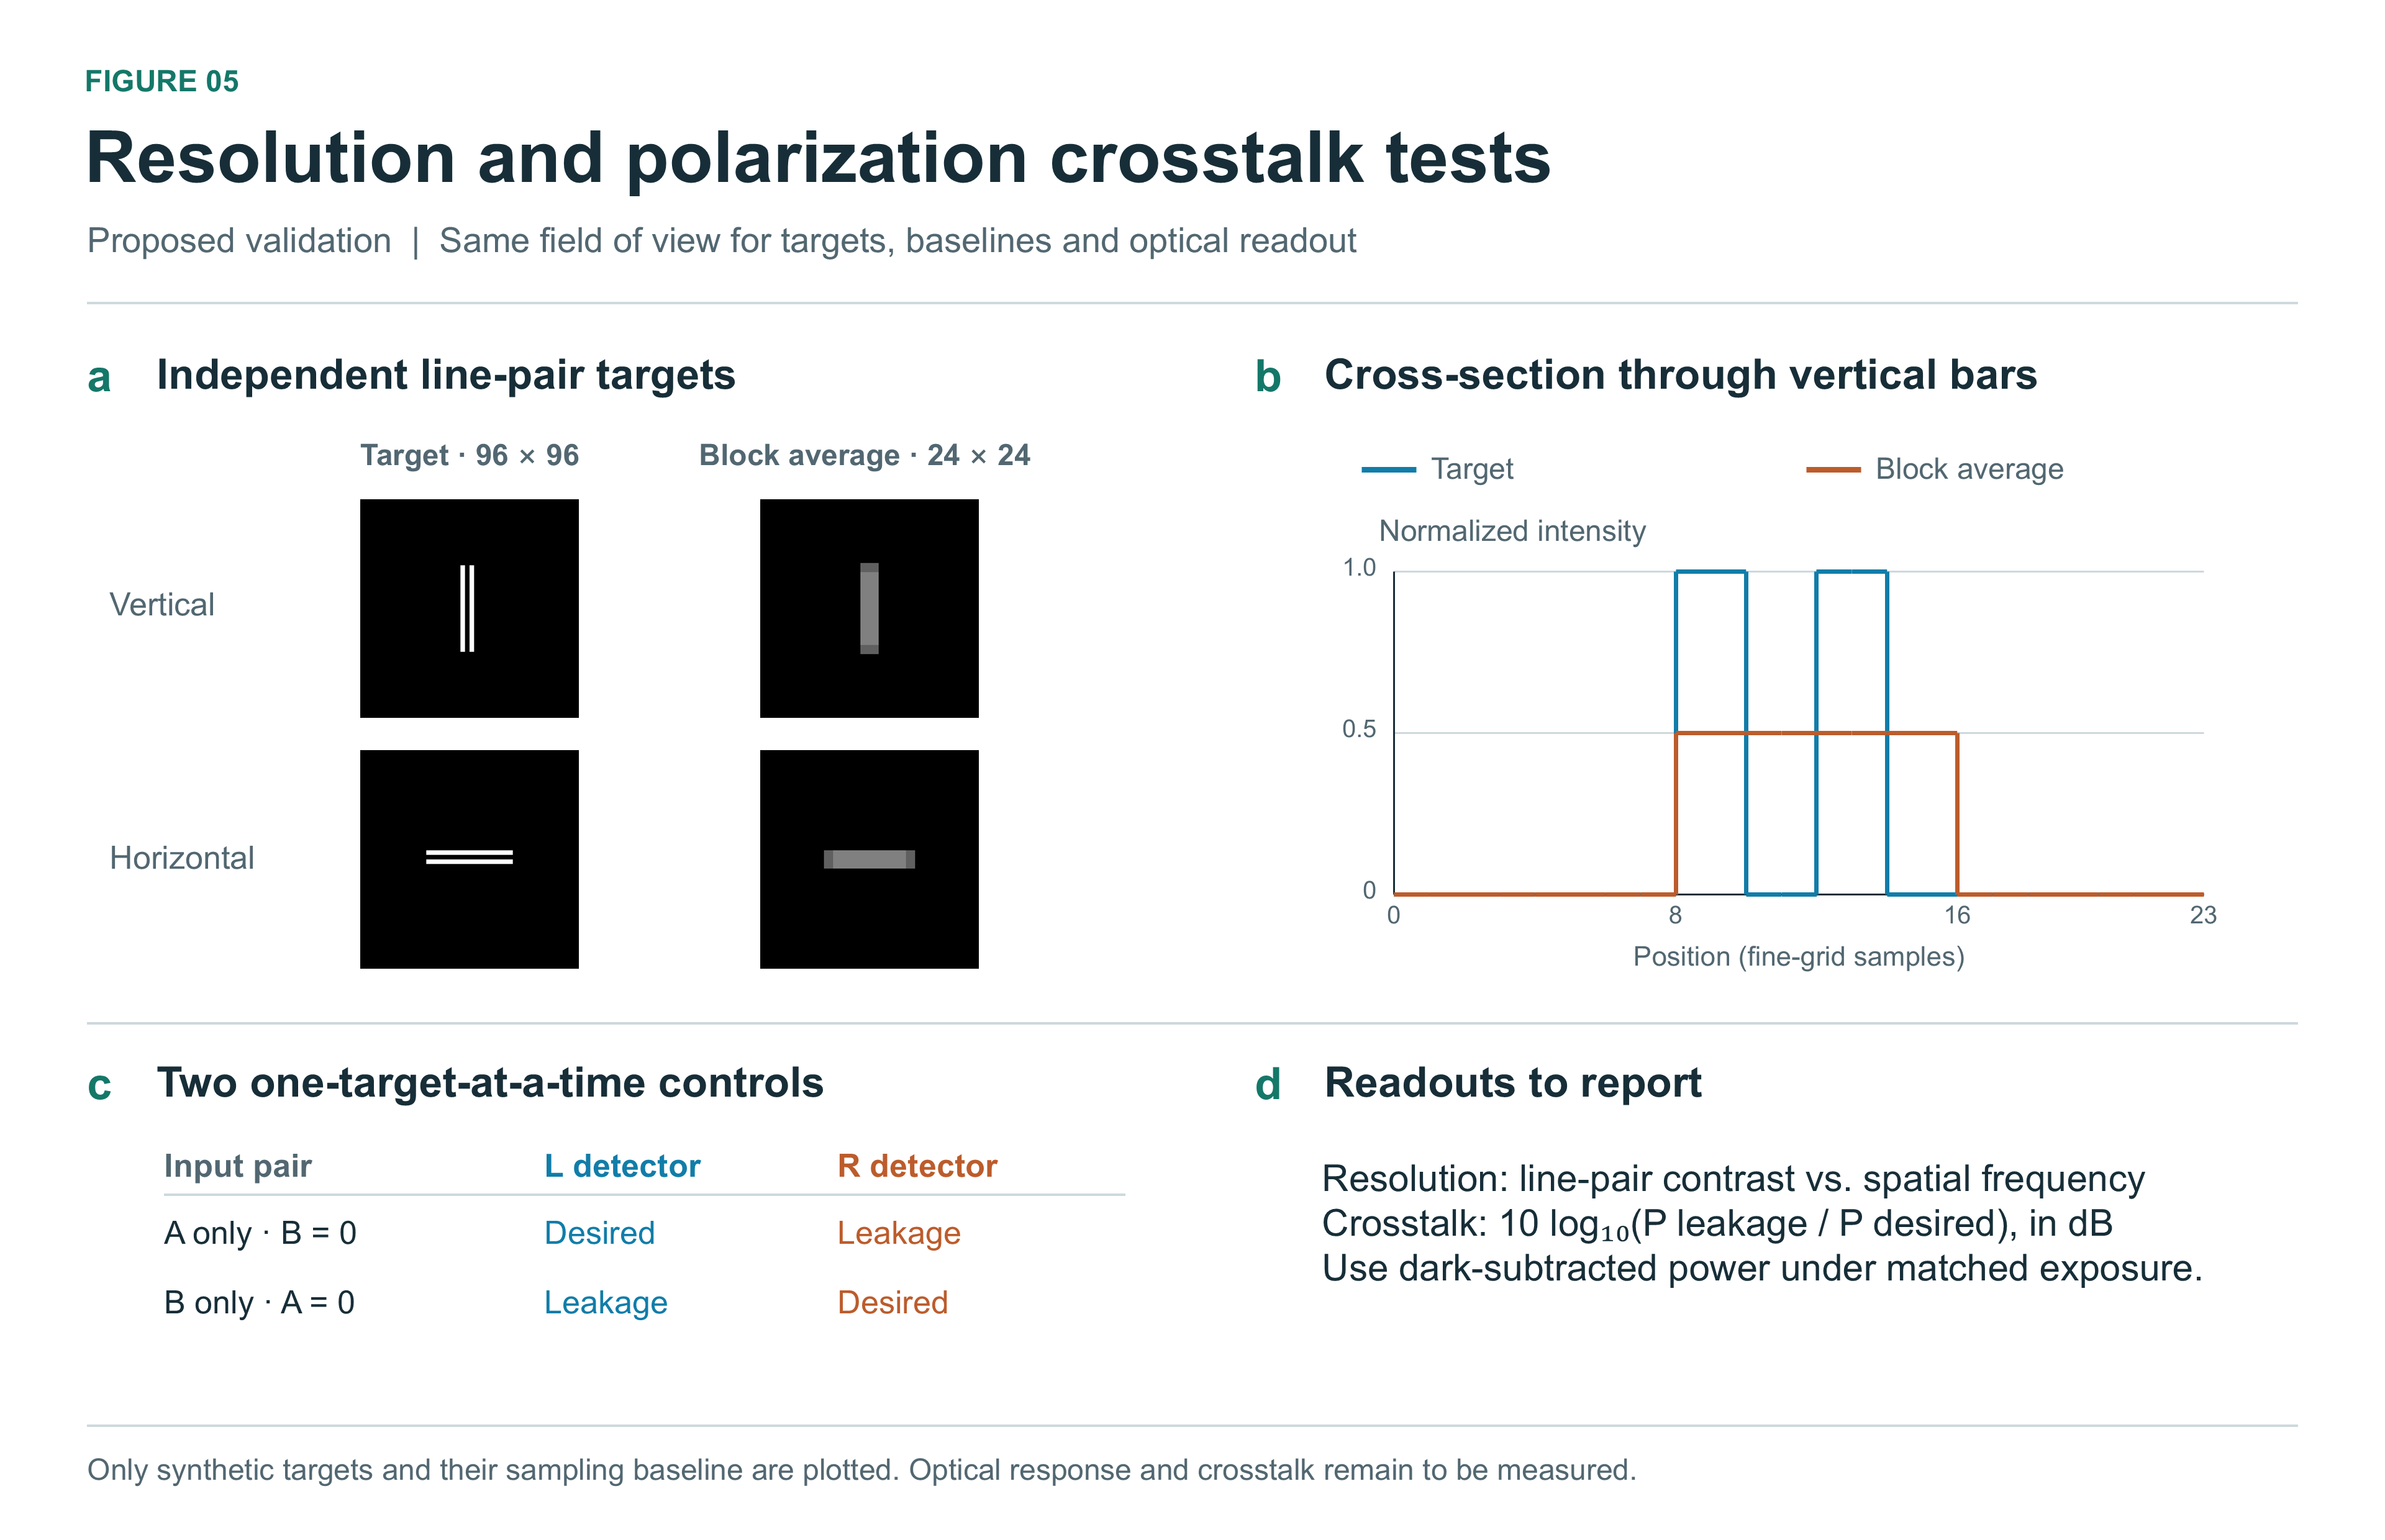 FIGURE 05
Resolution and polarization crosstalk tests
Proposed validation | Same field of view for targets, baselines and optical readout
a Independent line-pair targets
Target · 96 × 96
Block average · 24 × 24
Vertical
Horizontal
b Cross-section through vertical bars
Target
Block average
Normalized intensity
1.0
0.5
0
0 8 16 23
Position (fine-grid samples)
c Two one-target-at-a-time controls
Input pair L detector R detector
A only · B = 0 Desired Leakage
B only · A = 0 Leakage Desired
d Readouts to report
Resolution: line-pair contrast vs. spatial frequency
Crosstalk: 10 log₁₀(P leakage / P desired), in dB
Use dark-subtracted power under matched exposure.
Only synthetic targets and their sampling baseline are plotted. Optical response and crosstalk remain to be measured.